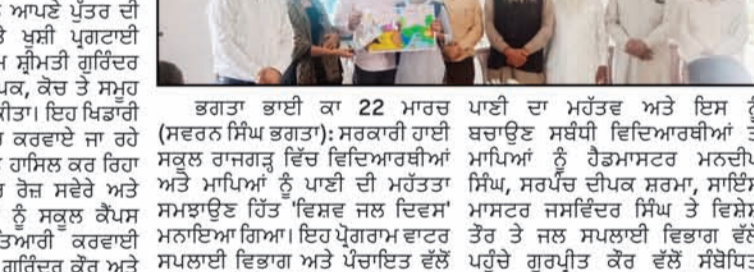 ਆਪਣੇ ਪੁੱਤਰ ਦੀ
ਖੁਸ਼ੀ ਪ੍ਰਗਟਾਈ
ਸ਼੍ਰੀਮਤੀ ਗੁਰਿੰਦਰ
ਕੋਚ ਤੇ ਸਮੂਹ
ਇਹ ਖਿਡਾਰੀ
ਕਰਵਾਏ ਜਾ ਰਹੇ
ਹਾਸਿਲ ਕਰ ਰਿਹਾ
ਰੋਜ਼ ਸਵੇਰੇ ਅਤੇ
ਨੂੰ ਸਕੂਲ ਕੈਂਪਸ
ਕਰਵਾਈ
ਗੁਰਿੰਦਰ ਕੌਰ ਅਤੇ
ਭਗਤਾ ਭਾਈ ਕਾ 22 ਮਾਰਚ
(ਸਵਰਨ ਸਿੰਘ ਭਗਤਾ): ਸਰਕਾਰੀ ਹਾਈ
ਸਕੂਲ ਰਾਜਗੜ੍ਹ ਵਿੱਚ ਵਿਦਿਆਰਥੀਆਂ
ਅਤੇ ਮਾਪਿਆਂ ਨੂੰ ਪਾਣੀ ਦੀ ਮਹੱਤਤਾ
ਸਮਝਾਉਣ ਹਿੱਤ 'ਵਿਸ਼ਵ ਜਲ ਦਿਵਸ'
ਮਨਾਇਆ ਗਿਆ। ਇਹ ਪ੍ਰੋਗਰਾਮ ਵਾਟਰ
ਸਪਲਾਈ ਵਿਭਾਗ ਅਤੇ ਪੰਚਾਇਤ ਵੱਲੋਂ
ਪਾਣੀ ਦਾ ਮਹੱਤਵ ਅਤੇ ਇਸ
ਬਚਾਉਣ ਸਬੰਧੀ ਵਿਦਿਆਰਥੀਆਂ
ਮਾਪਿਆਂ ਨੂੰ ਹੈਡਮਾਸਟਰ
ਸਿੰਘ, ਸਰਪੰਚ ਦੀਪਕ ਸ਼ਰਮਾ,
ਮਾਸਟਰ ਜਸਵਿੰਦਰ ਸਿੰਘ ਤੇ
ਤੌਰ ਤੇ ਜਲ ਸਪਲਾਈ ਵਿਭਾਗ
ਪਹੁੰਚੇ ਗੁਰਪ੍ਰੀਤ ਕੌਰ ਵੱਲੋਂ